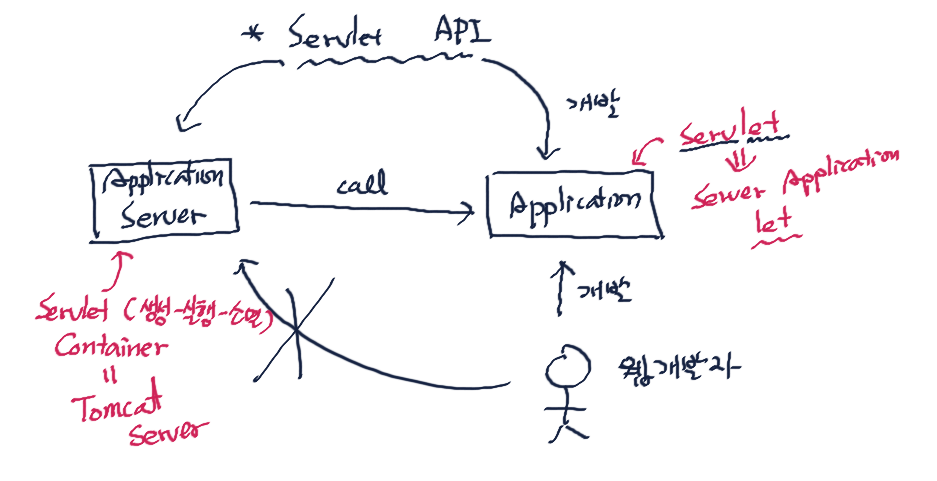 * Servlet API
개발
Servlet
Server Application
let
Application
Server
call
Application
개발
Servlet (생성-실행-소멸)
Container
=
Tomcat
Server
웹개발자